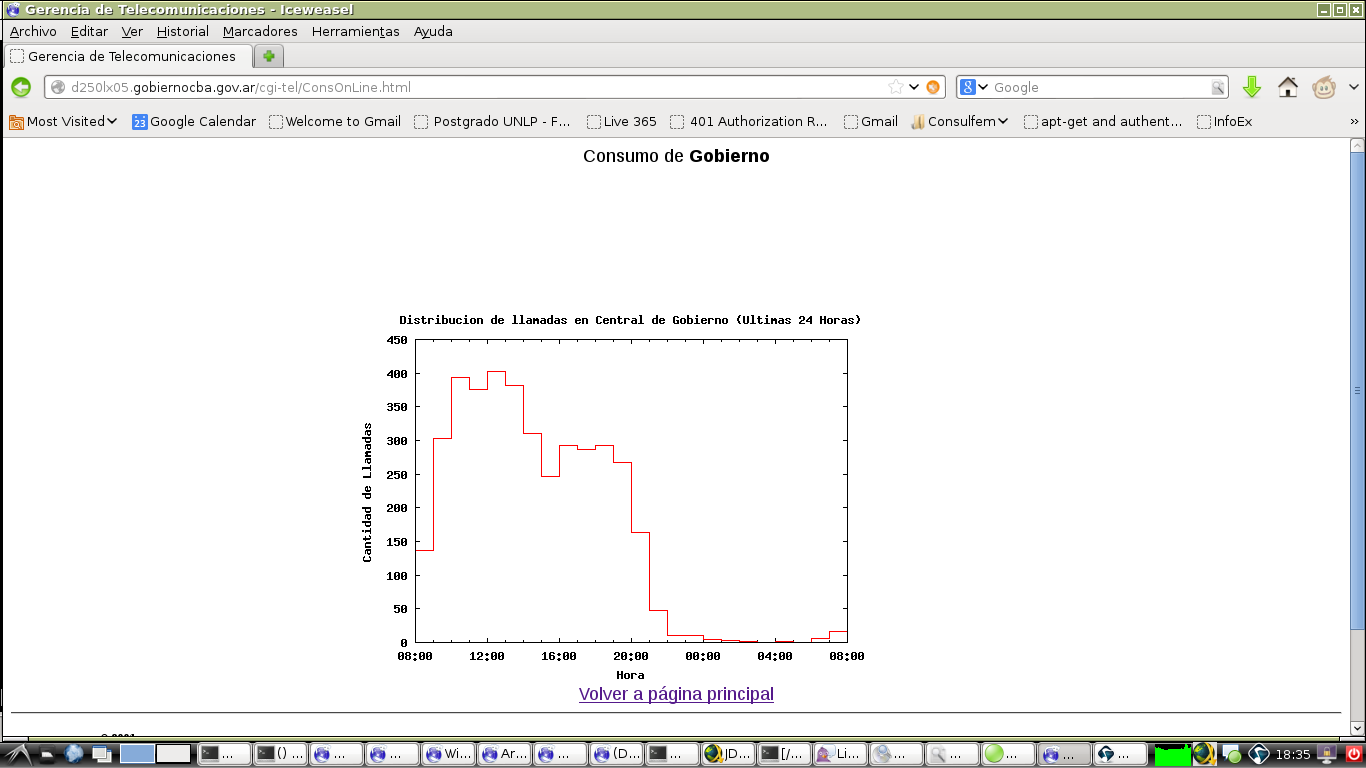 Gerencia de Telecomunicaciones - Iceweasel
Archivo Editar Ver Historial Marcadores Herramientas Ayuda
Gerencia de Telecomunicaciones
d250lx05.gobiernocba.gov.ar/cgi-tel/ConsOnLine.html
8 Google
Most Visited 23 Google Calendar Welcome to Gmail Postgrado UNLP - F... Live 365 401 Authorization R... Gmail Consulfem apt-get and authent... InfoEx »
Consumo de Gobierno
Distribucion de llamadas en Central de Gobierno (Ultimas 24 Horas)
450
400
350
300
250
200
150
100
50
0
Cantidad de Llamadas
08:00 12:00 16:00 20:00 00:00 04:00 08:00
Hora
Volver a página principal
... () ... ... ... Wi... Ar... ... (D... ... JD... [/... Li... ... ... ... ... ... 18:35